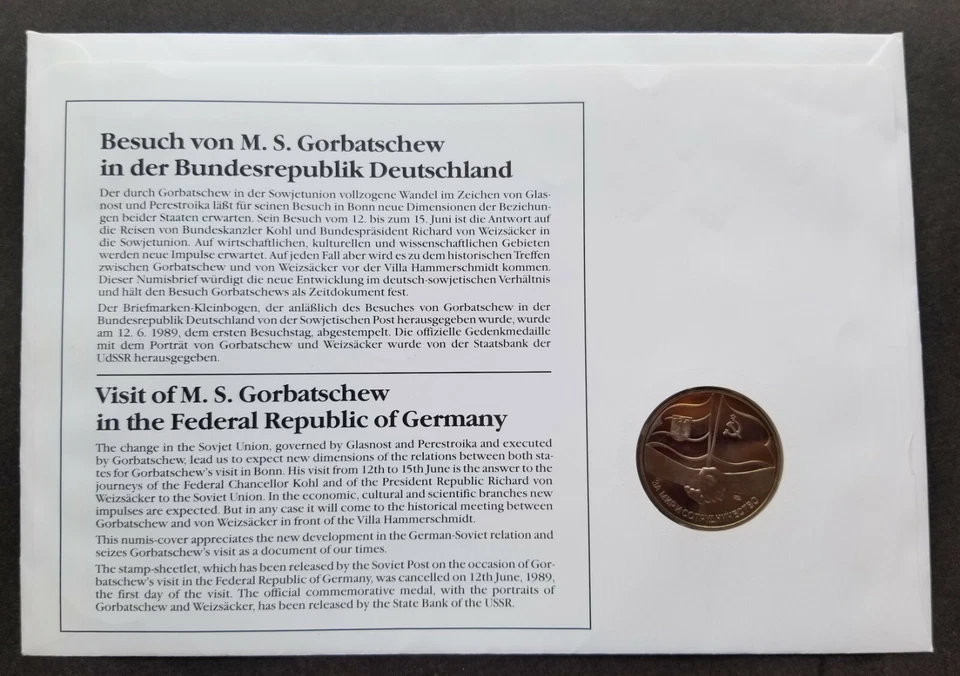 Besuch von M. S. Gorbatschew
in der Bundesrepublik Deutschland
Der durch Gorbatschew in der Sowjetunion vollzogene Wandel im Zeichen von Glas-
nost und Perestroika läßt für seinen Besuch in Bonn neue Dimensionen der Beziehun-
gen beider Staaten erwarten. Sein Besuch vom 12. bis zum 15. Juni ist die Antwort auf
die Reisen von Bundeskanzler Kohl und Bundespräsident Richard von Weizsäcker in
die Sowjetunion. Auf wirtschaftlichen, kulturellen und wissenschaftlichen Gebieten
werden neue Impulse erwartet. Auf jeden Fall aber wird es zu dem historischen Treffen
zwischen Gorbatschew und von Weizsäcker vor der Villa Hammerschmidt kommen.
Dieser Numisbrief würdigt die neue Entwicklung im deutsch-sowjetischen Verhältnis
und hält den Besuch Gorbatschews als Zeitdokument fest.
Der Briefmarken-Kleinbogen, der anläßlich des Besuches von Gorbatschew in der
Bundesrepublik Deutschland von der Sowjetischen Post herausgegeben wurde, wurde
am 12. 6. 1989, dem ersten Besuchstag, abgestempelt. Die offizielle Gedenkmedaille
mit dem Porträt von Gorbatschew und Weizsäcker wurde von der Staatsbank der
UdSSR herausgegeben.
Visit of M. S. Gorbatschew
in the Federal Republic of Germany
The change in the Sovjet Union, governed by Glasnost and Perestroika and executed
by Gorbatschew, lead us to expect new dimensions of the relations between both sta-
tes for Gorbatschew's visit in Bonn. His visit from 12th to 15th June is the answer to the
journeys of the Federal Chancellor Kohl and of the President Republic Richard von
Weizsäcker to the Soviet Union. In the economic, cultural and scientific branches new
impulses are expected. But in any case it will come to the historical meeting between
Gorbatschew and von Weizsäcker in front of the Villa Hammerschmidt.
This numis-cover appreciates the new development in the German-Soviet relation and
seizes Gorbatschew's visit as a document of our times.
The stamp-sheetlet, which has been released by the Soviet Post on the occasion of Gor-
batschew's visit in the Federal Republic of Germany, was cancelled on 12th June, 1989,
the first day of the visit. The official commemorative medal, with the portraits of
Gorbatschew and Weizsäcker, has been released by the State Bank of the USSR.
ЗА МИР И СОТРУДНИЧЕСТВО